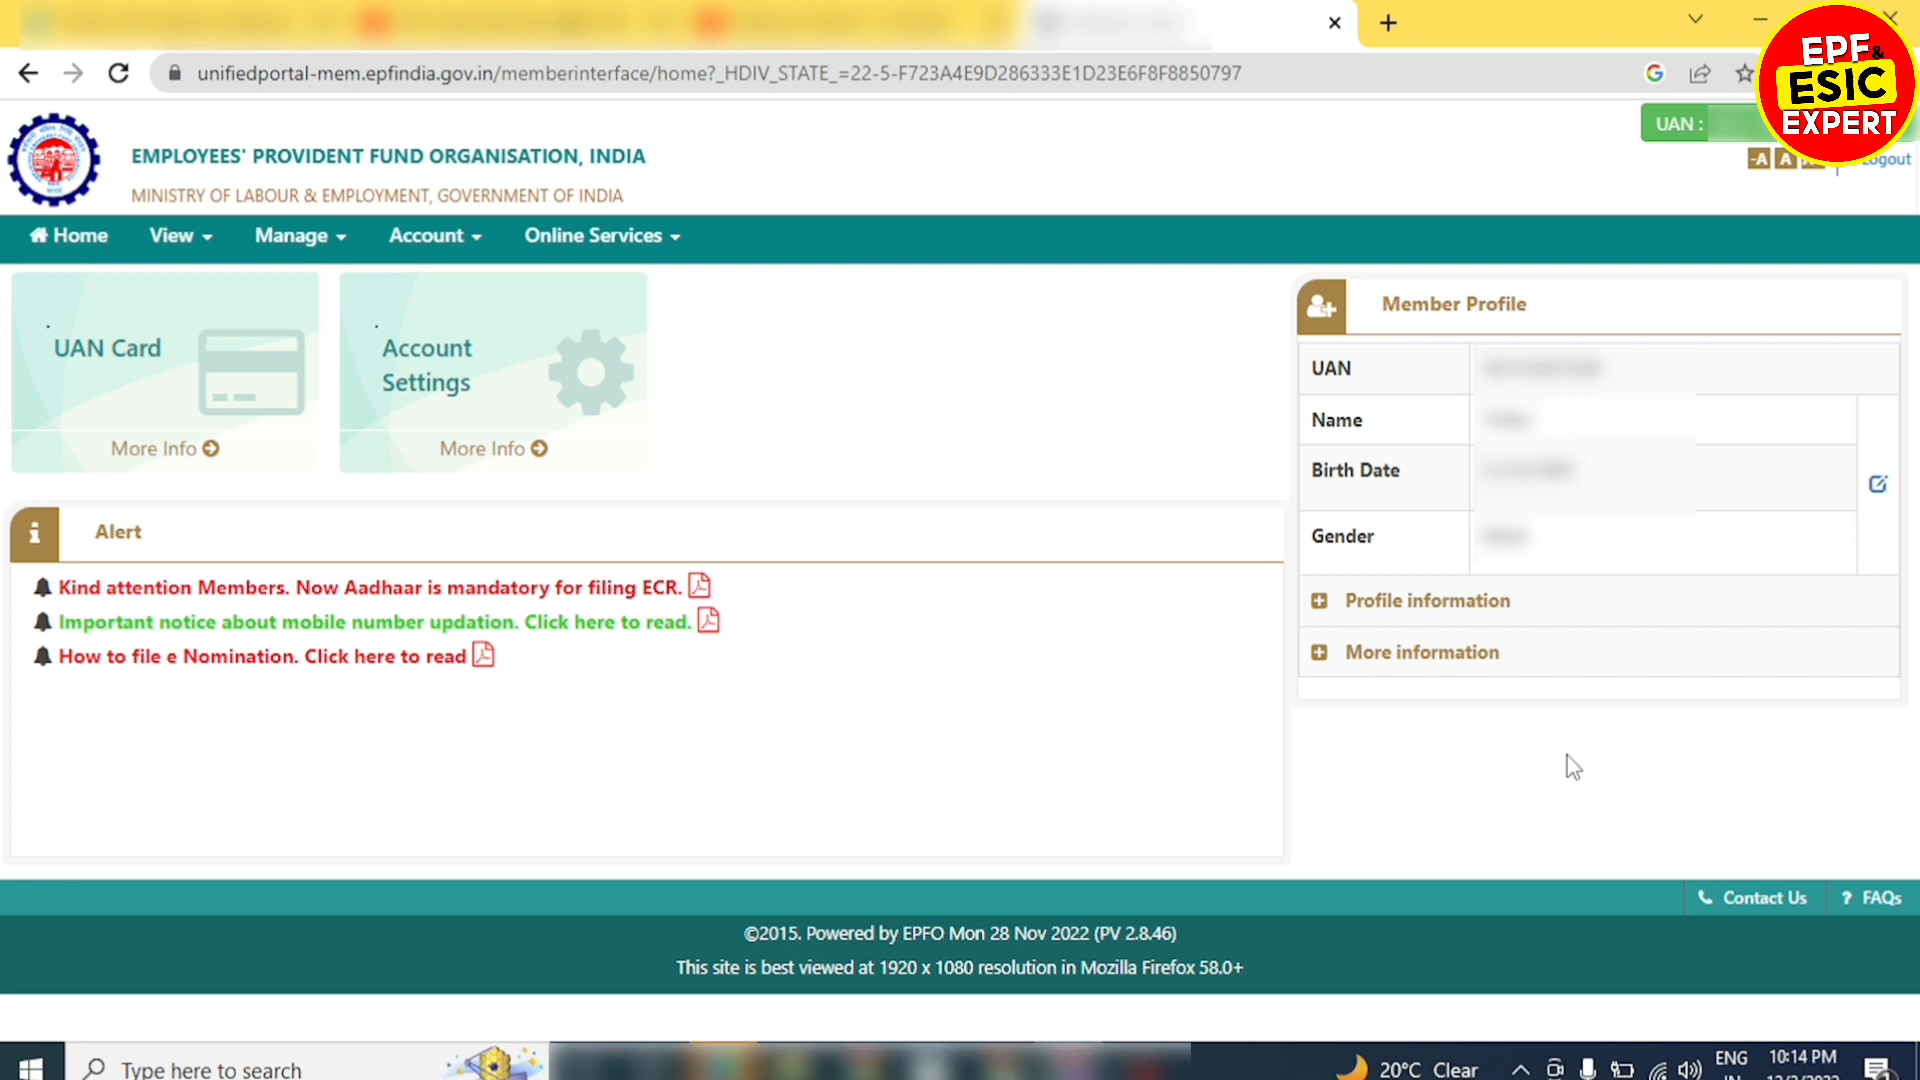 unifiedportal-mem.epfindia.gov.in/memberinterface/home?_HDIV_STATE_=22-5-F723A4E9D286333E1D23E6F8F8850797
EPF &
ESIC
EXPERT
UAN :
EMPLOYEES' PROVIDENT FUND ORGANISATION, INDIA
-A A
Logout
MINISTRY OF LABOUR & EMPLOYMENT, GOVERNMENT OF INDIA
Home View Manage Account Online Services
UAN Card
More Info
Account
Settings
More Info
Member Profile
UAN
Name
Birth Date
Gender
Profile information
More information
Alert
Kind attention Members. Now Aadhaar is mandatory for filing ECR.
Important notice about mobile number updation. Click here to read.
How to file e Nomination. Click here to read
Contact Us ? FAQs
©2015. Powered by EPFO Mon 28 Nov 2022 (PV 2.8.46)
This site is best viewed at 1920 x 1080 resolution in Mozilla Firefox 58.0+
Type here to search
20°C Clear
ENG
10:14 PM